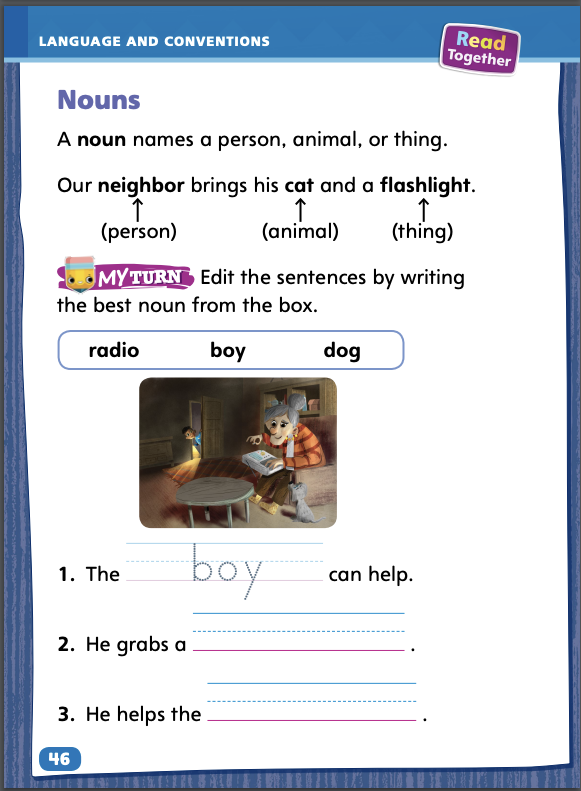 LANGUAGE AND CONVENTIONS
Read
Together
Nouns
A noun names a person, animal, or thing.
Our neighbor brings his cat and a flashlight.
↑ ↑ ↑
(person) (animal) (thing)
MY TURN Edit the sentences by writing
the best noun from the box.
radio boy dog
1. The boy can help.
2. He grabs a .
3. He helps the .
46